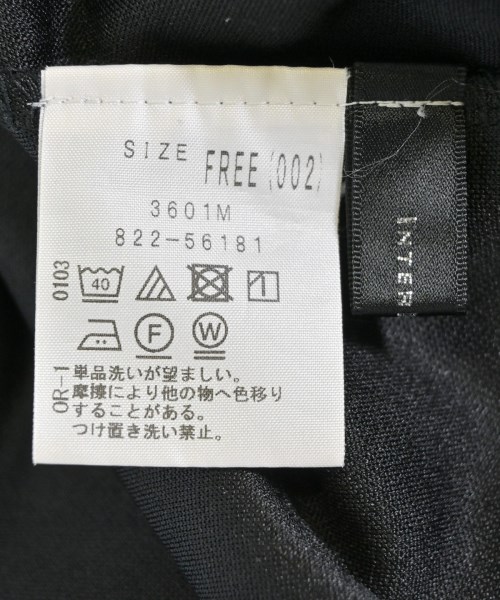 SIZE FREE(002)
3601M
822-56181
0103
40
1
F
W
OR-1
単品洗いが望ましい。
摩擦により他の物へ色移り
することがある。
つけ置き洗い禁止。
INTER